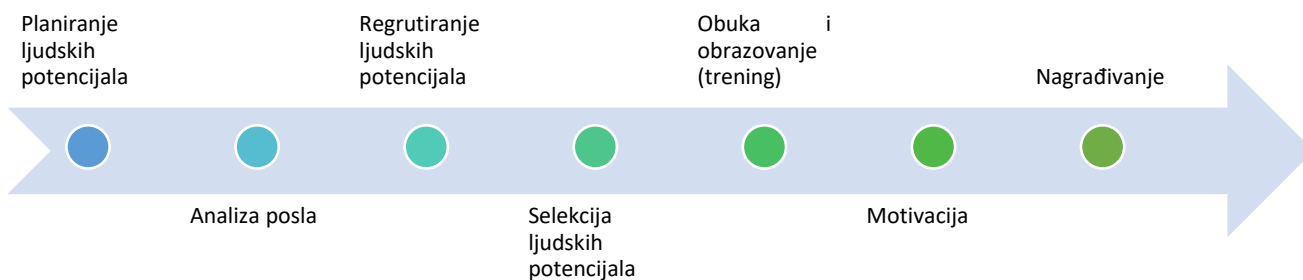 Planiranje
ljudskih
potencijala
Analiza posla
Regrutiranje
ljudskih
potencijala
Selekcija
ljudskih
potencijala
Obuka i
obrazovanje
(trening)
Motivacija
Nagrađivanje